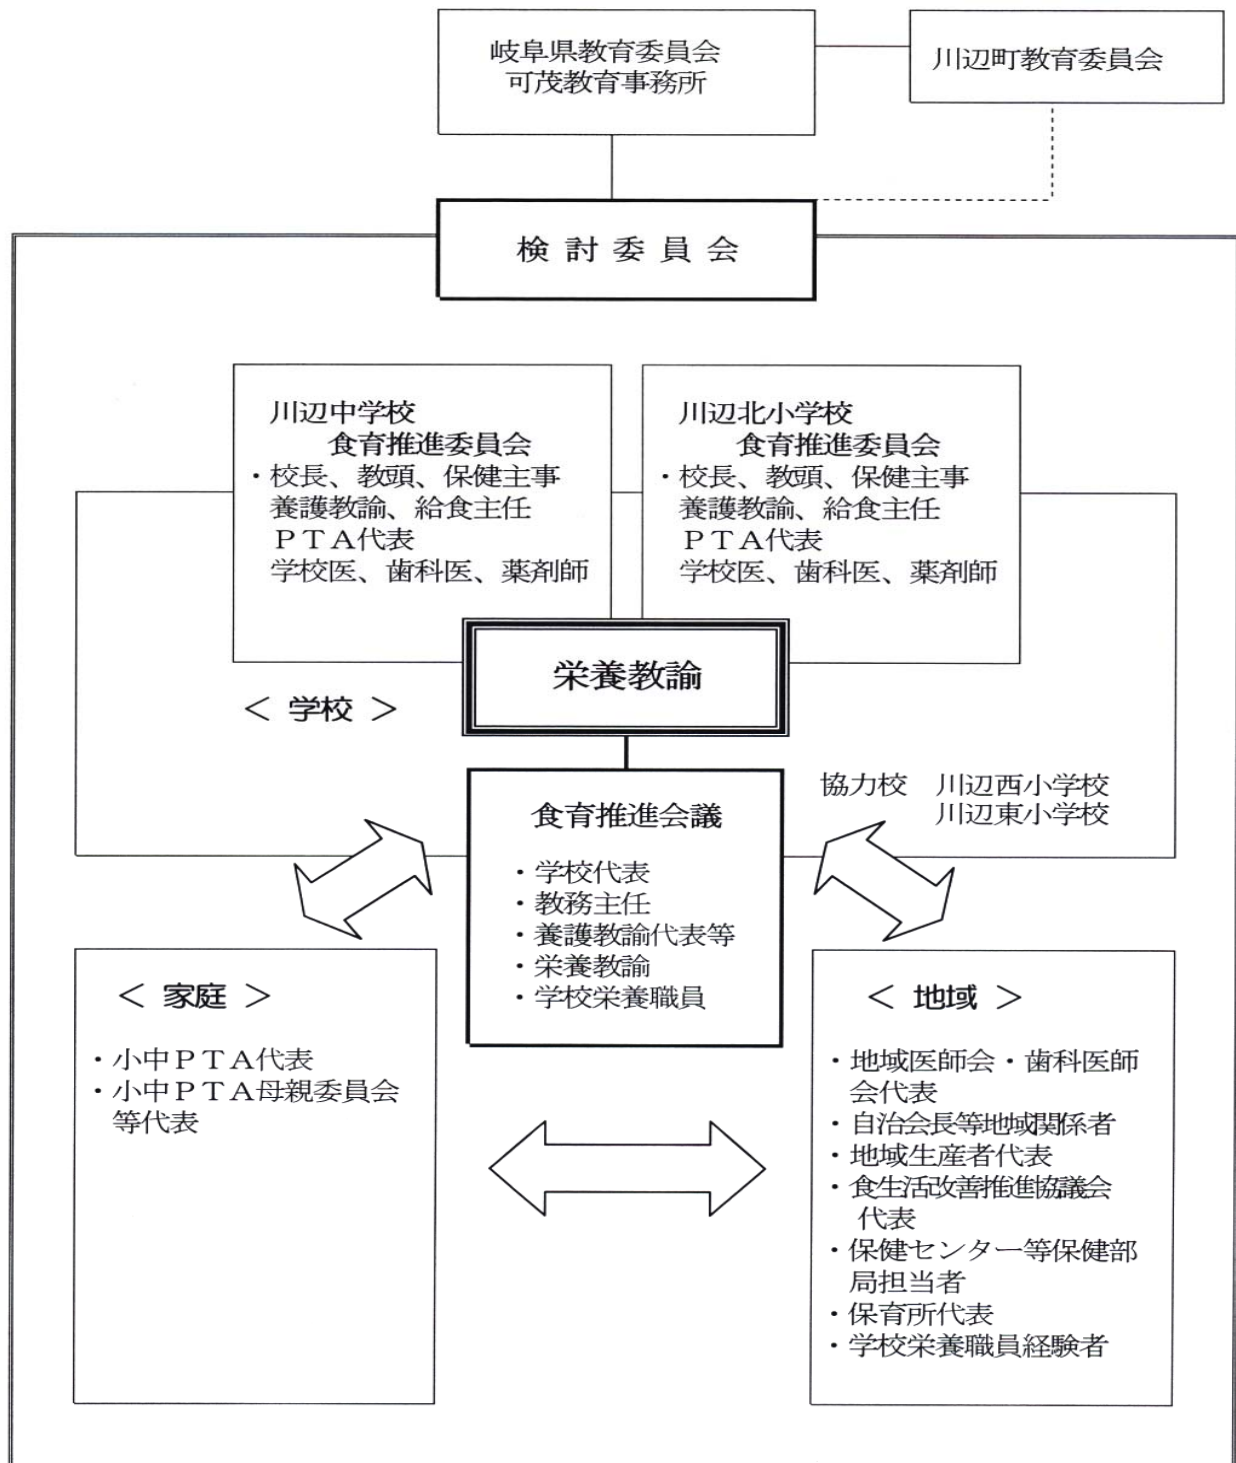 岐阜県教育委員会
可茂教育事務所
川辺町教育委員会
検討委員会
川辺中学校
食育推進委員会
・校長、教頭、保健主事
養護教諭、給食主任
ＰＴＡ代表
学校医、歯科医、薬剤師
川辺北小学校
食育推進委員会
・校長、教頭、保健主事
養護教諭、給食主任
ＰＴＡ代表
学校医、歯科医、薬剤師
栄養教諭
＜ 学校 ＞
協力校　川辺西小学校
川辺東小学校
食育推進会議
・学校代表
・教務主任
・養護教諭代表等
・栄養教諭
・学校栄養職員
＜ 家庭 ＞
・小中ＰＴＡ代表
・小中ＰＴＡ母親委員会
等代表
＜ 地域 ＞
・地域医師会・歯科医師
会代表
・自治会長等地域関係者
・地域生産者代表
・食生活改善推進協議会
代表
・保健センター等保健部
局担当者
・保育所代表
・学校栄養職員経験者